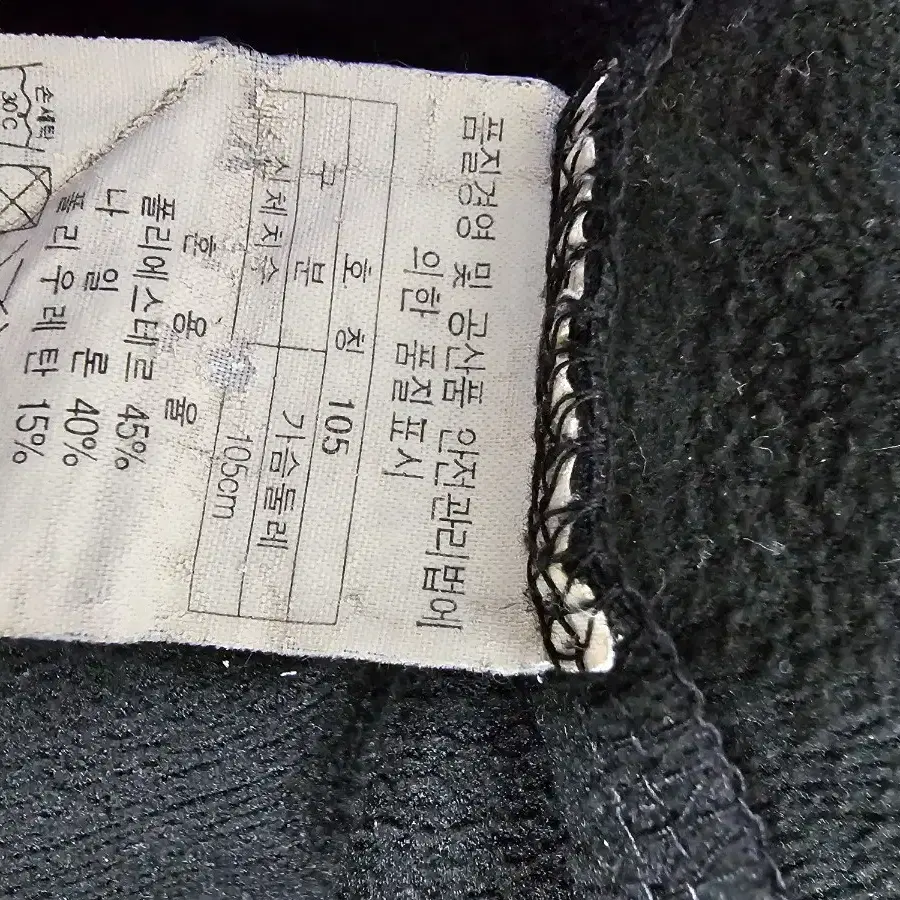 품질경영 및 공산품 안전관리법에
의한 품질표시
호 칭 105
구 분 가슴둘레
신체치수 105cm
혼 용 율
폴리에스테르 45%
나 일 론 40%
폴 리 우 레 탄 15%
손세탁
30℃